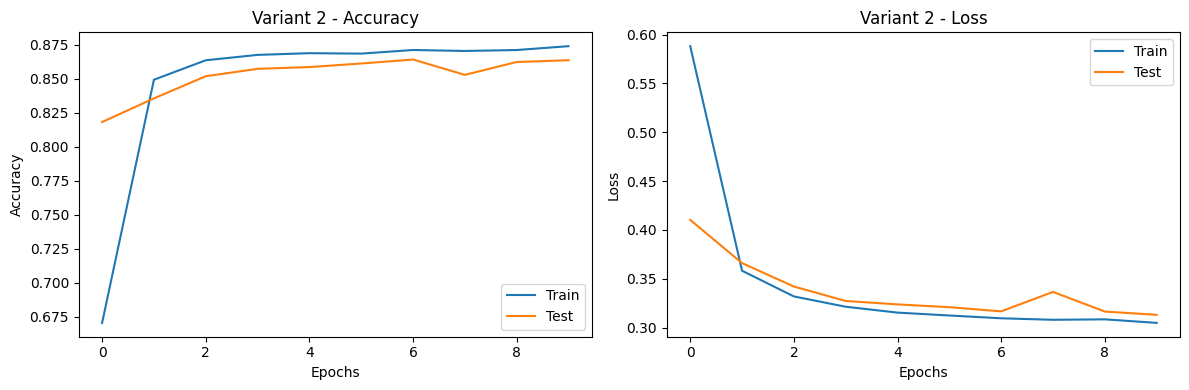 Variant 2 - Accuracy
0.875
0.850
0.825
0.800
0.775
0.750
0.725
0.700
0.675
Accuracy
0
2
4
6
8
Epochs
Train
Test
Variant 2 - Loss
0.60
0.55
0.50
0.45
0.40
0.35
0.30
Loss
0
2
4
6
8
Epochs
Train
Test